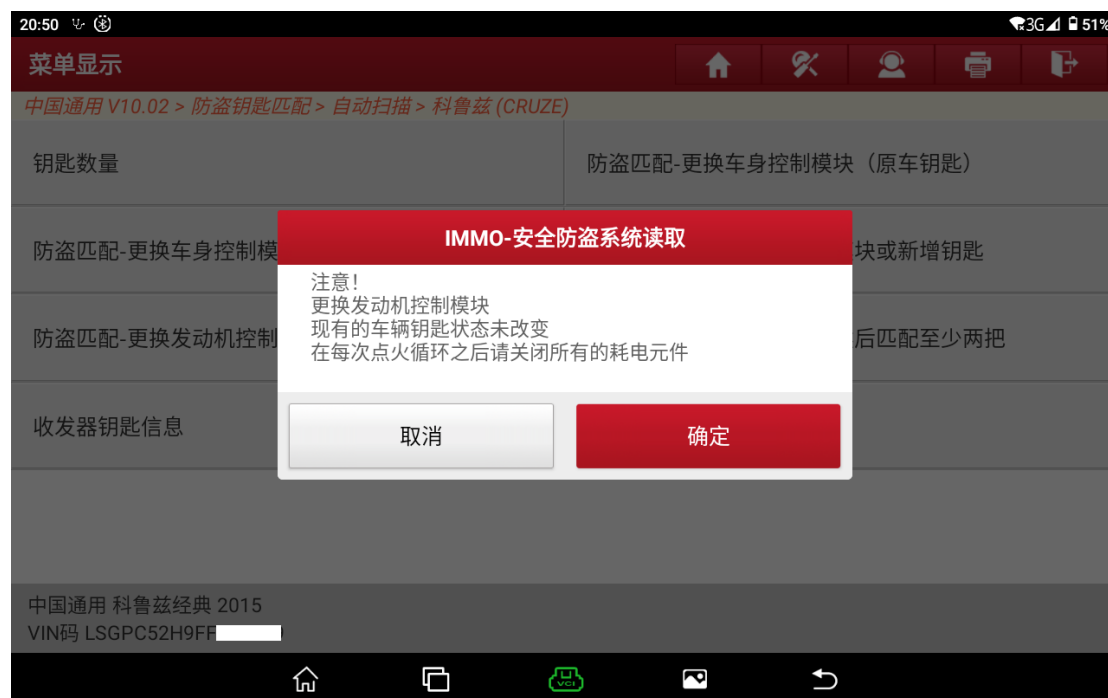 20:50 3G 51%
菜单显示
中国通用 V10.02 > 防盗钥匙匹配 > 自动扫描 > 科鲁兹 (CRUZE)
钥匙数量
防盗匹配-更换车身控制模块（原车钥匙）
防盗匹配-更换车身控制模
块或新增钥匙
防盗匹配-更换发动机控制
后匹配至少两把
收发器钥匙信息
IMMO-安全防盗系统读取
注意！
更换发动机控制模块
现有的车辆钥匙状态未改变
在每次点火循环之后请关闭所有的耗电元件
取消
确定
中国通用 科鲁兹经典 2015
VIN码 LSGPC52H9FF
VCI